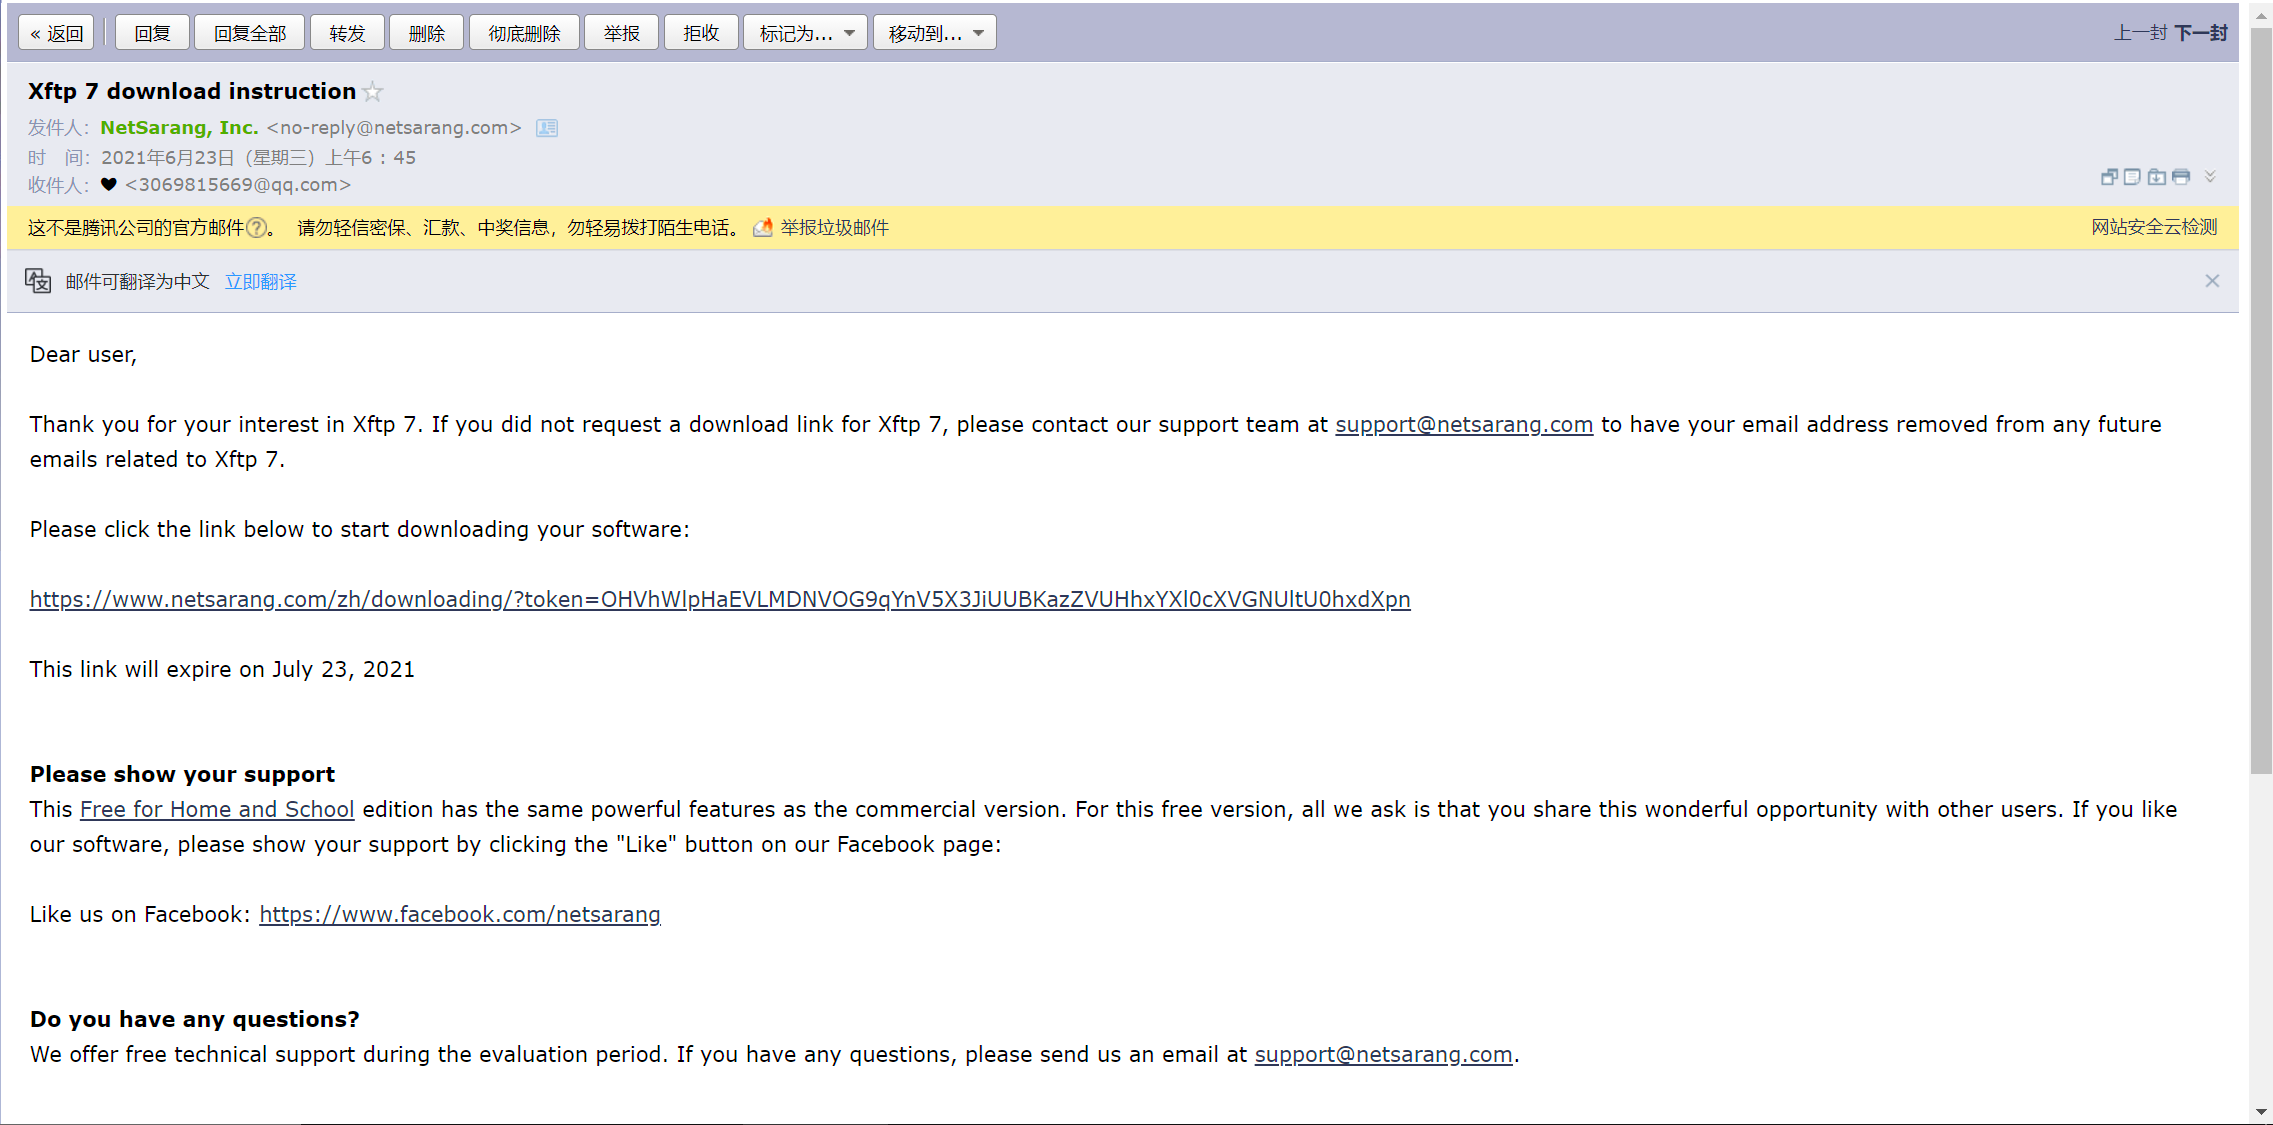 « 返回 回复 回复全部 转发 删除 彻底删除 举报 拒收 标记为... 移动到... 上一封 下一封
Xftp 7 download instruction
发件人：NetSarang, Inc. <no-reply@netsarang.com>
时 间：2021年6月23日（星期三）上午6：45
收件人：♥ <3069815669@qq.com>
这不是腾讯公司的官方邮件?。 请勿轻信密保、汇款、中奖信息，勿轻易拨打陌生电话。 举报垃圾邮件 网站安全云检测
邮件可翻译为中文 立即翻译
Dear user,
Thank you for your interest in Xftp 7. If you did not request a download link for Xftp 7, please contact our support team at support@netsarang.com to have your email address removed from any future
emails related to Xftp 7.
Please click the link below to start downloading your software:
https://www.netsarang.com/zh/downloading/?token=OHVhWlpHaEVLMDNVOG9qYnV5X3JiUUBKazZVUHhxYXl0cXVGNUltU0hxdXpn
This link will expire on July 23, 2021
Please show your support
This Free for Home and School edition has the same powerful features as the commercial version. For this free version, all we ask is that you share this wonderful opportunity with other users. If you like
our software, please show your support by clicking the "Like" button on our Facebook page:
Like us on Facebook: https://www.facebook.com/netsarang
Do you have any questions?
We offer free technical support during the evaluation period. If you have any questions, please send us an email at support@netsarang.com.